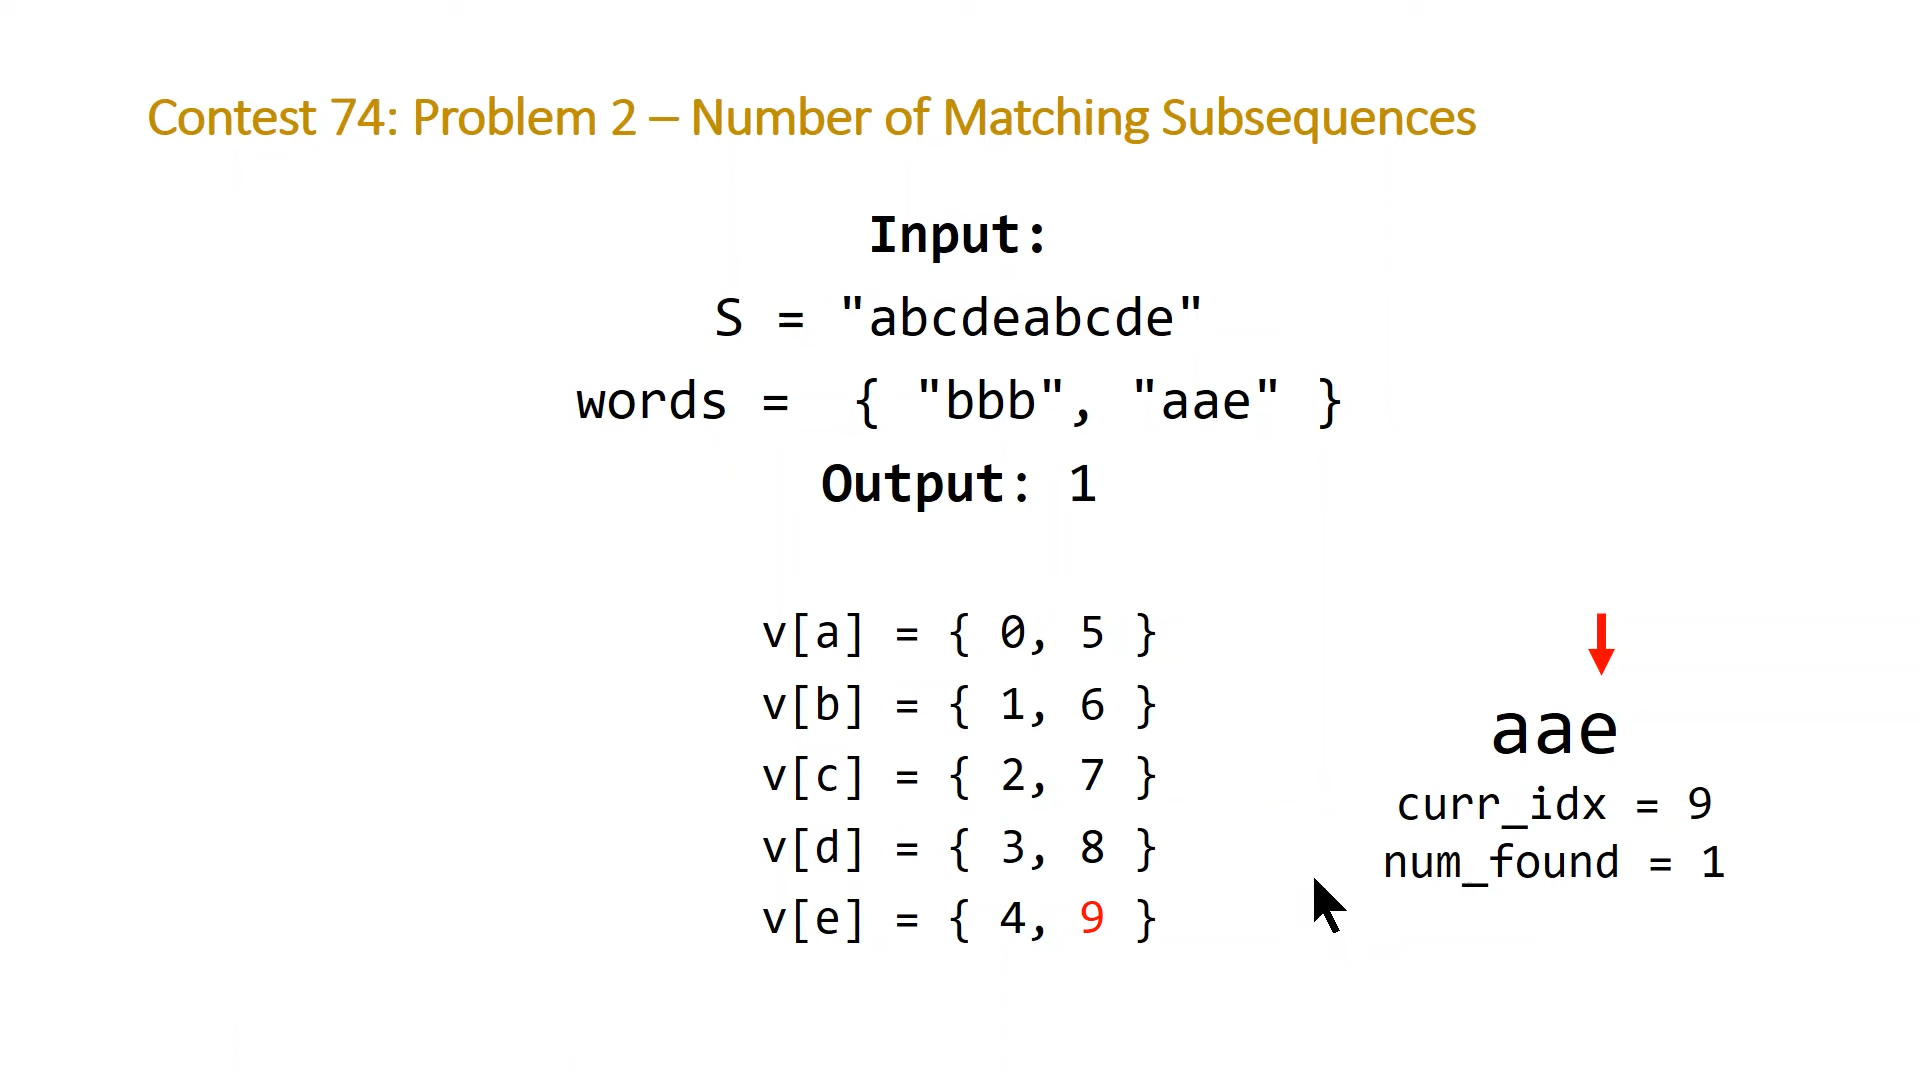 Contest 74: Problem 2 – Number of Matching Subsequences
Input:
S = "abcdeabcde"
words = { "bbb", "aae" }
Output: 1
v[a] = { 0, 5 }
v[b] = { 1, 6 }
v[c] = { 2, 7 }
v[d] = { 3, 8 }
v[e] = { 4, 9 }
aae
curr_idx = 9
num_found = 1